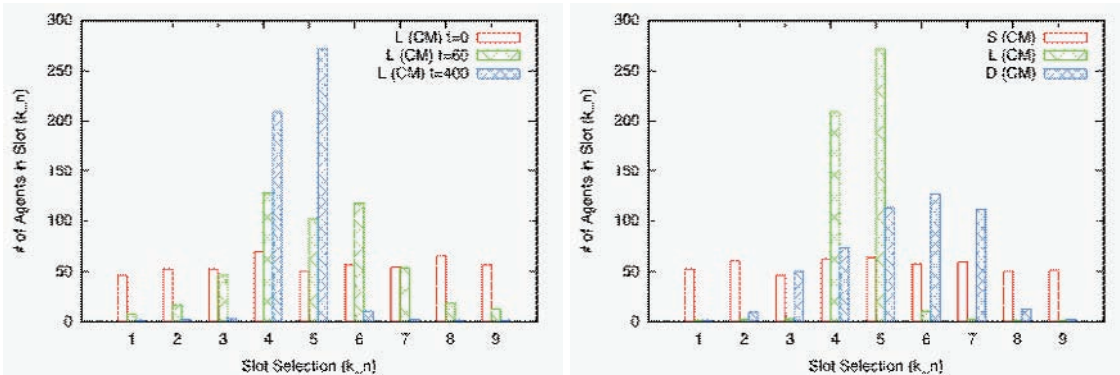 300
250
200
150
100
50
0
# of Agents in Slot (k_n)
L (CM) t=0
L (CM) t=60
L (CM) t=400
1 2 3 4 5 6 7 8 9
Slot Selection (k_n)
300
250
200
150
100
50
0
# of Agents in Slot (k_n)
S (CM)
L (CM)
D (CM)
1 2 3 4 5 6 7 8 9
Slot Selection (k_n)